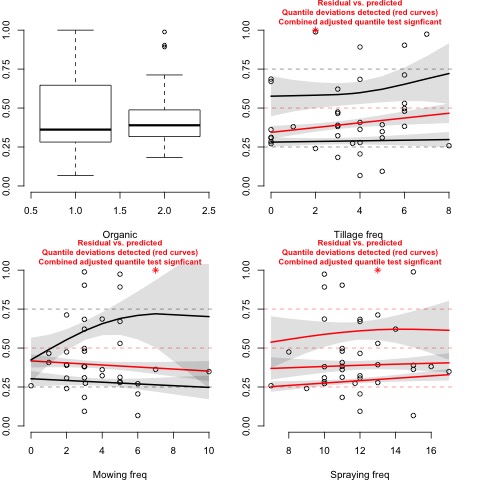 Residual vs. predicted
Quantile deviations detected (red curves)
Combined adjusted quantile test signficant
0.00 0.25 0.50 0.75 1.00
0.5 1.0 1.5 2.0 2.5
Organic
0.00 0.25 0.50 0.75 1.00
0 2 4 6 8
Tillage freq
Residual vs. predicted
Quantile deviations detected (red curves)
Combined adjusted quantile test signficant
0.00 0.25 0.50 0.75 1.00
0 2 4 6 8 10
Mowing freq
Residual vs. predicted
Quantile deviations detected (red curves)
Combined adjusted quantile test signficant
0.00 0.25 0.50 0.75 1.00
8 10 12 14 16
Spraying freq